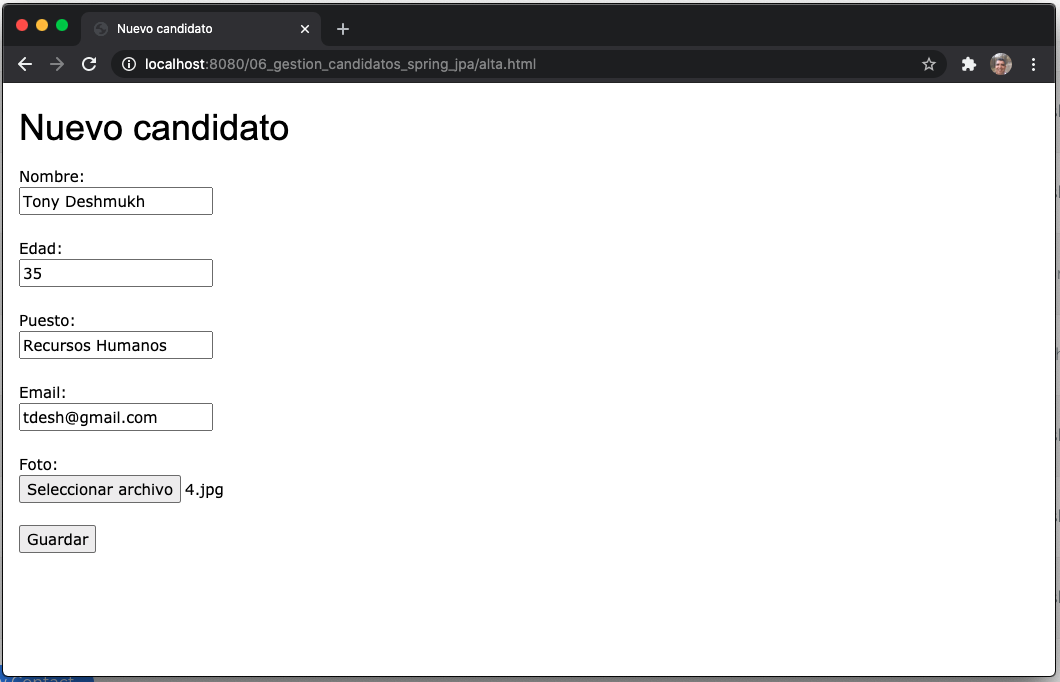 Nuevo candidato
localhost:8080/06_gestion_candidatos_spring_jpa/alta.html
Nuevo candidato
Nombre:
Tony Deshmukh
Edad:
35
Puesto:
Recursos Humanos
Email:
tdesh@gmail.com
Foto:
Seleccionar archivo 4.jpg
Guardar
Contact